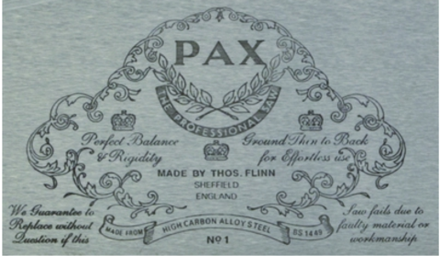 PAX
THE PROFESSIONAL SAW
Perfect Balance
& Rigidity
Ground Thin to Back
for Effortless use
MADE BY THOS. FLINN
SHEFFIELD
ENGLAND
We Guarantee to
Replace without
Question if this
MADE FROM
HIGH CARBON ALLOY STEEL
BS 1449
Saw fails due to
faulty material or
workmanship
Nº 1